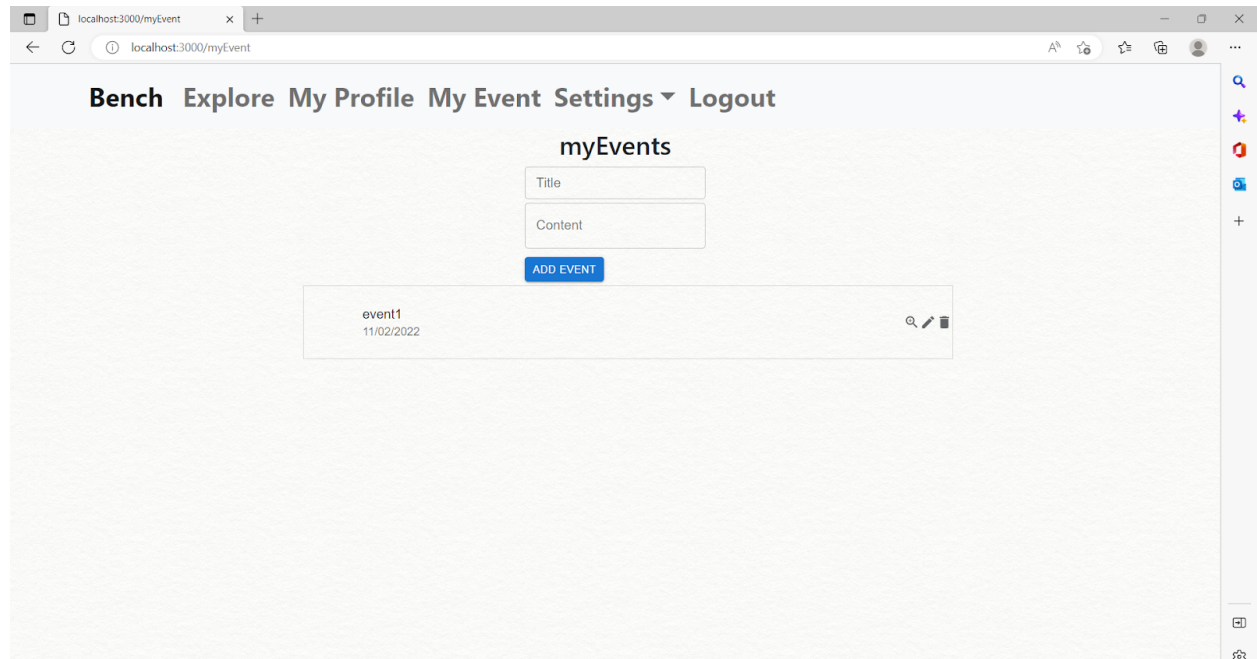 localhost:3000/myEvent
localhost:3000/myEvent
Bench Explore My Profile My Event Settings Logout
myEvents
Title
Content
ADD EVENT
event1
11/02/2022